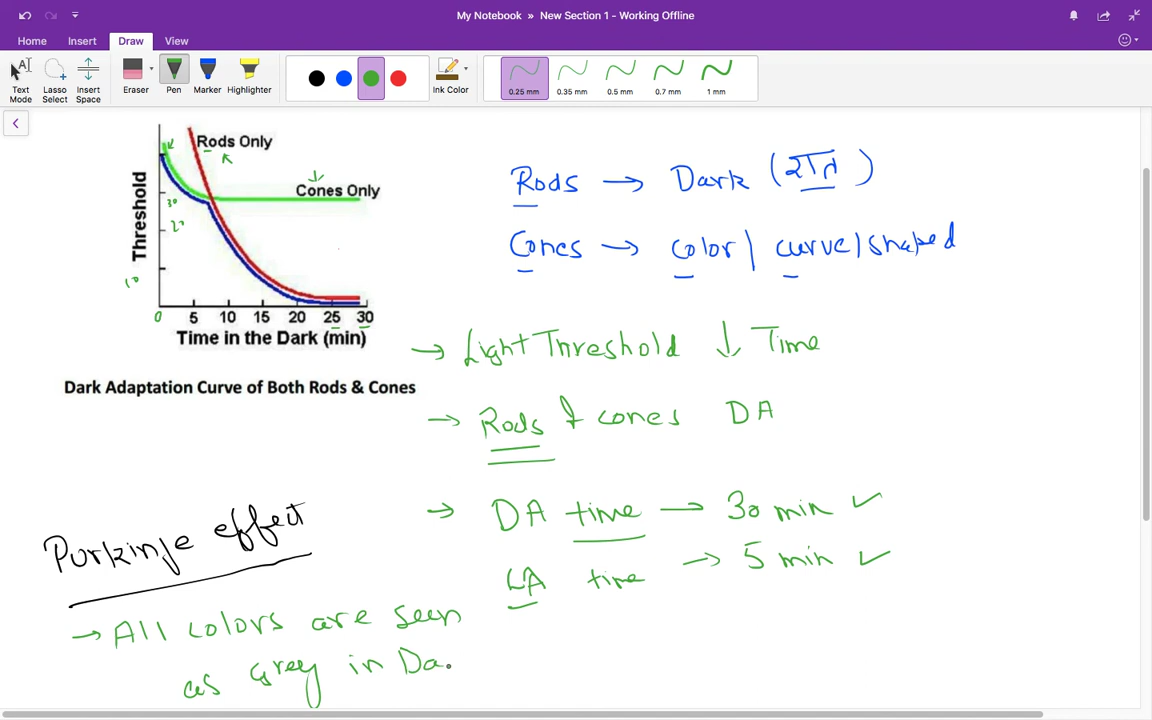 My Notebook » New Section 1 - Working Offline
Home Insert Draw View
Text Mode
Lasso Select
Insert Space
Eraser
Pen
Marker
Highlighter
Ink Color
0.25 mm
0.35 mm
0.5 mm
0.7 mm
1 mm
Rods Only
Cones Only
Threshold
30
20
10
0 5 10 15 20 25 30
Time in the Dark (min)
Dark Adaptation Curve of Both Rods & Cones
Rods → Dark ( )
Cones → color | curve/shaped
→ Light Threshold ↓ Time
→ Rods & cones DA
→ DA time → 30 min ✓
LA time → 5 min ✓
Purkinje effect
→ All colors are seen
as Grey in Da